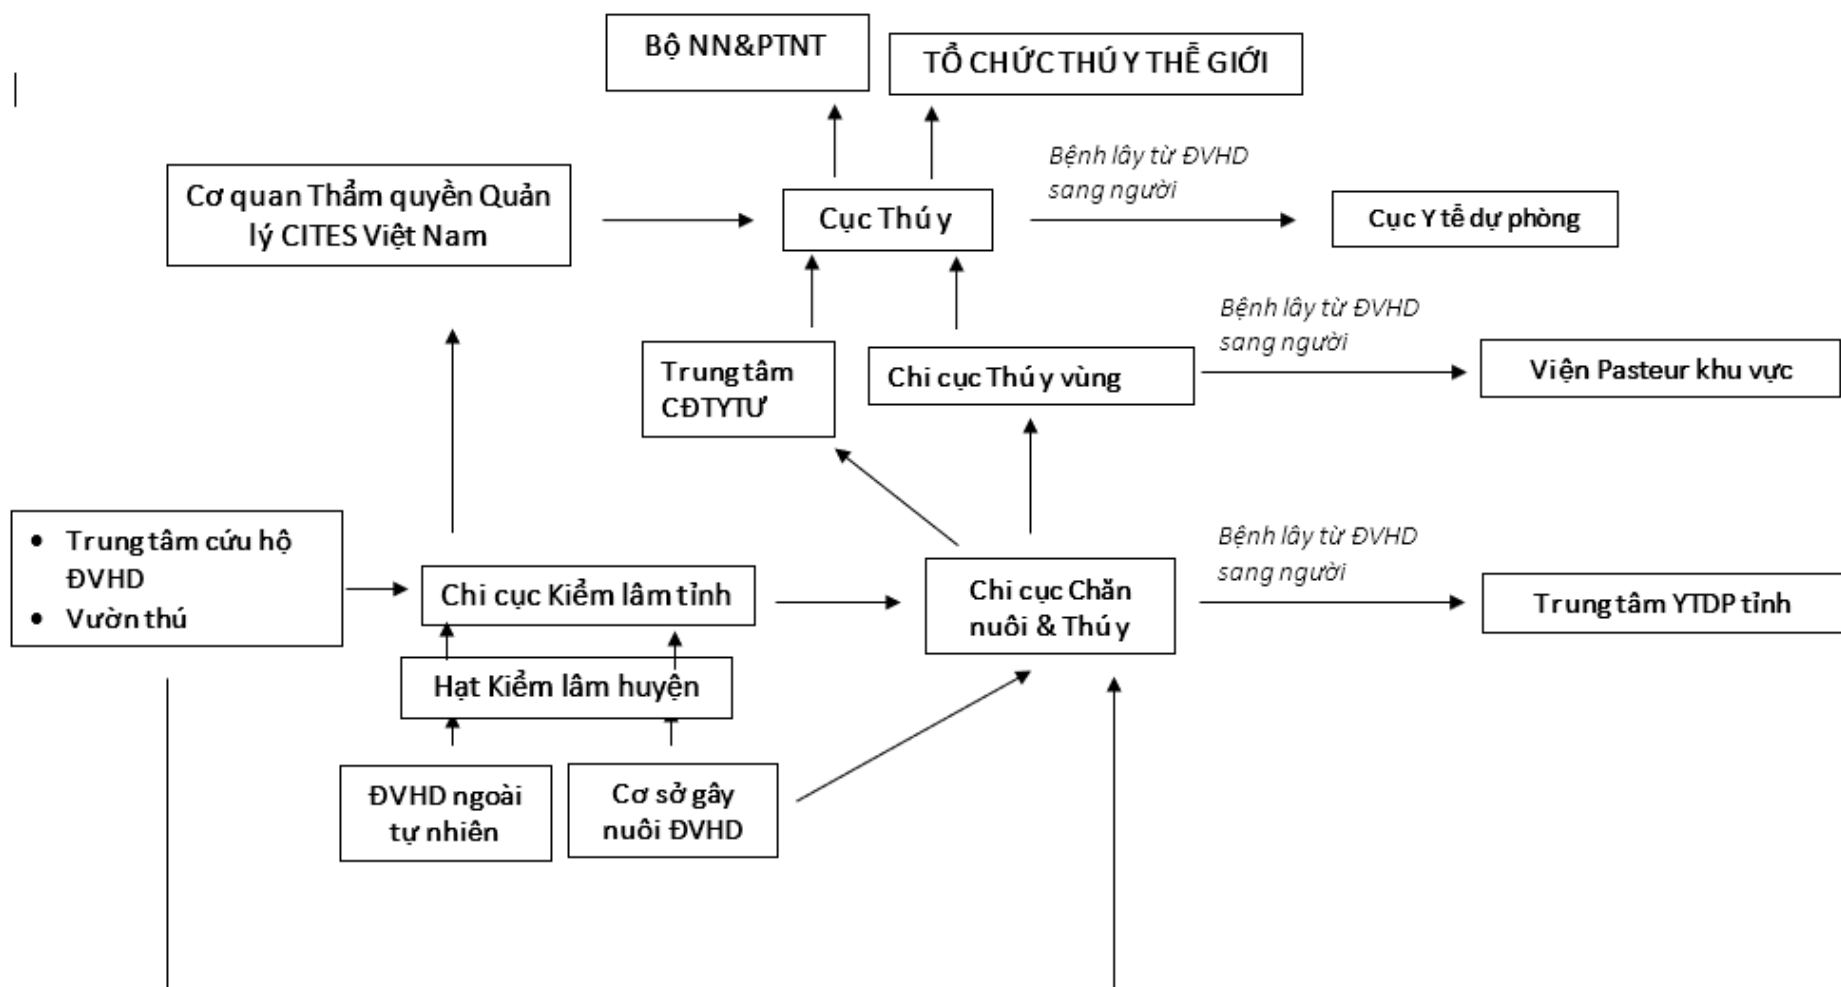 Bộ NN&PTNT
TỔ CHỨC THÚ Y THẾ GIỚI
Bệnh lây từ ĐVHD
sang người
Cơ quan Thẩm quyền Quản
lý CITES Việt Nam
Cục Thú y
Cục Y tế dự phòng
Bệnh lây từ ĐVHD
sang người
Trung tâm
CĐTYTƯ
Chi cục Thú y vùng
Viện Pasteur khu vực
• Trung tâm cứu hộ
ĐVHD
• Vườn thú
Bệnh lây từ ĐVHD
sang người
Chi cục Kiểm lâm tỉnh
Chi cục Chăn
nuôi & Thú y
Trung tâm YTDP tỉnh
Hạt Kiểm lâm huyện
ĐVHD ngoài
tự nhiên
Cơ sở gây
nuôi ĐVHD